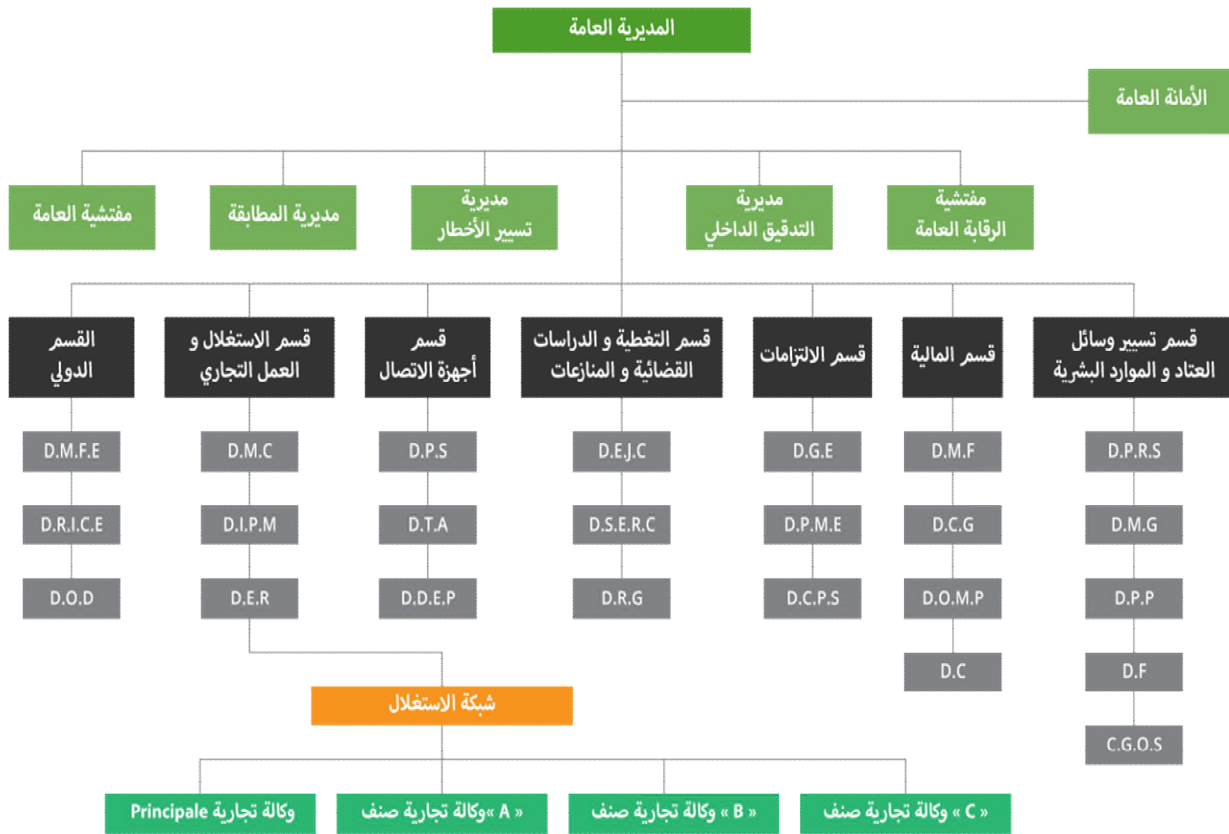 المديرية العامة
الأمانة العامة
مفتشية
الرقابة العامة
مديرية
التدقيق الداخلي
مديرية
تسيير الأخطار
مديرية المطابقة
مفتشية العامة
قسم تسيير وسائل
العتاد و الموارد البشرية
قسم المالية
قسم الالتزامات
قسم التغطية و الدراسات
القضائية و المنازعات
قسم
أجهزة الاتصال
قسم الاستغلال و
العمل التجاري
القسم
الدولي
D.P.R.S
D.M.G
D.P.P
D.F
C.G.O.S
D.M.F
D.C.G
D.O.M.P
D.C
D.G.E
D.P.M.E
D.C.P.S
D.E.J.C
D.S.E.R.C
D.R.G
D.P.S
D.T.A
D.D.E.P
D.M.C
D.I.P.M
D.E.R
D.M.F.E
D.R.I.C.E
D.O.D
شبكة الاستغلال
وكالة تجارية صنف « C »
وكالة تجارية صنف « B »
وكالة تجارية صنف« A »
وكالة تجارية Principale